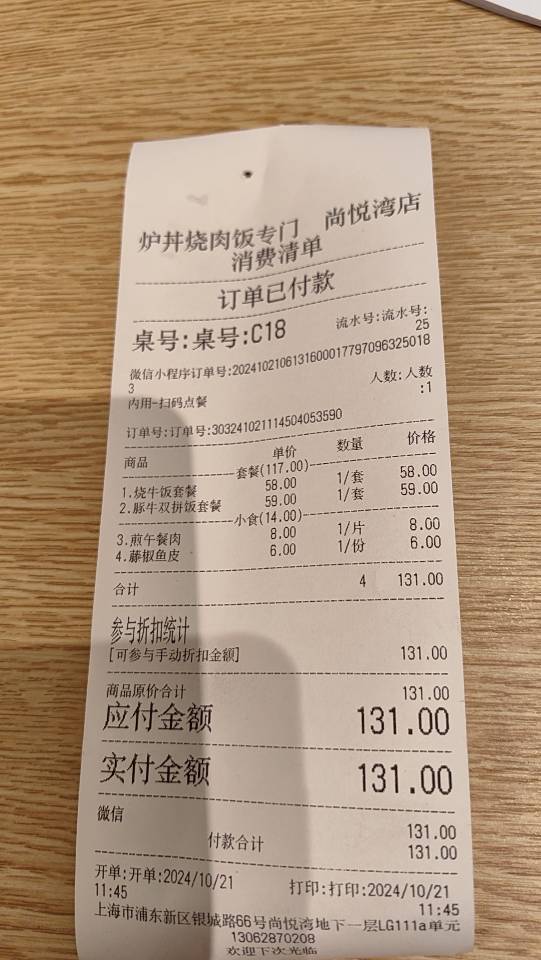 炉丼烧肉饭专门 尚悦湾店
消费清单
订单已付款
桌号:桌号:C18 流水号:流水号:25
微信小程序订单号:2024102106131600017797096325018
3
内用-扫码点餐 人数:人数:1
订单号:订单号:303241021114504053590
商品 单价 数量 价格
套餐(117.00)
1.烧牛饭套餐 58.00 1/套 58.00
2.豚牛双拼饭套餐 59.00 1/套 59.00
小食(14.00)
3.煎午餐肉 8.00 1/片 8.00
4.藤椒鱼皮 6.00 1/份 6.00
合计 4 131.00
参与折扣统计
[可参与手动折扣金额] 131.00
商品原价合计 131.00
应付金额 131.00
实付金额 131.00
微信 131.00
付款合计 131.00
开单:开单:2024/10/21 11:45 打印:打印:2024/10/21 11:45
上海市浦东新区银城路66号尚悦湾地下一层LG111a单元
13062870208
欢迎下次光临